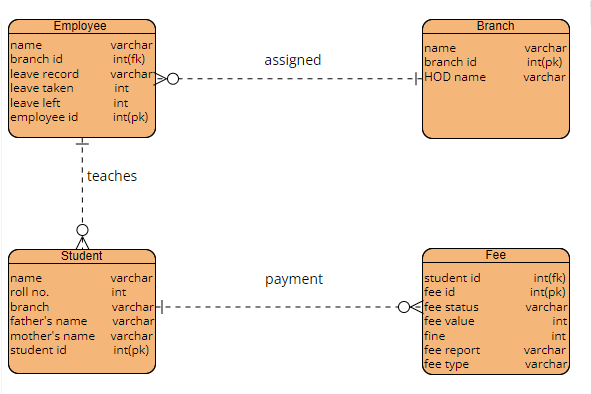 Employee
name varchar
branch id int(fk)
leave record varchar
leave taken int
leave left int
employee id int(pk)
assigned
Branch
name varchar
branch id int(pk)
HOD name varchar
teaches
Student
name varchar
roll no. int
branch varchar
father's name varchar
mother's name varchar
student id int(pk)
payment
Fee
student id int(fk)
fee id int(pk)
fee status varchar
fee value int
fine int
fee report varchar
fee type varchar